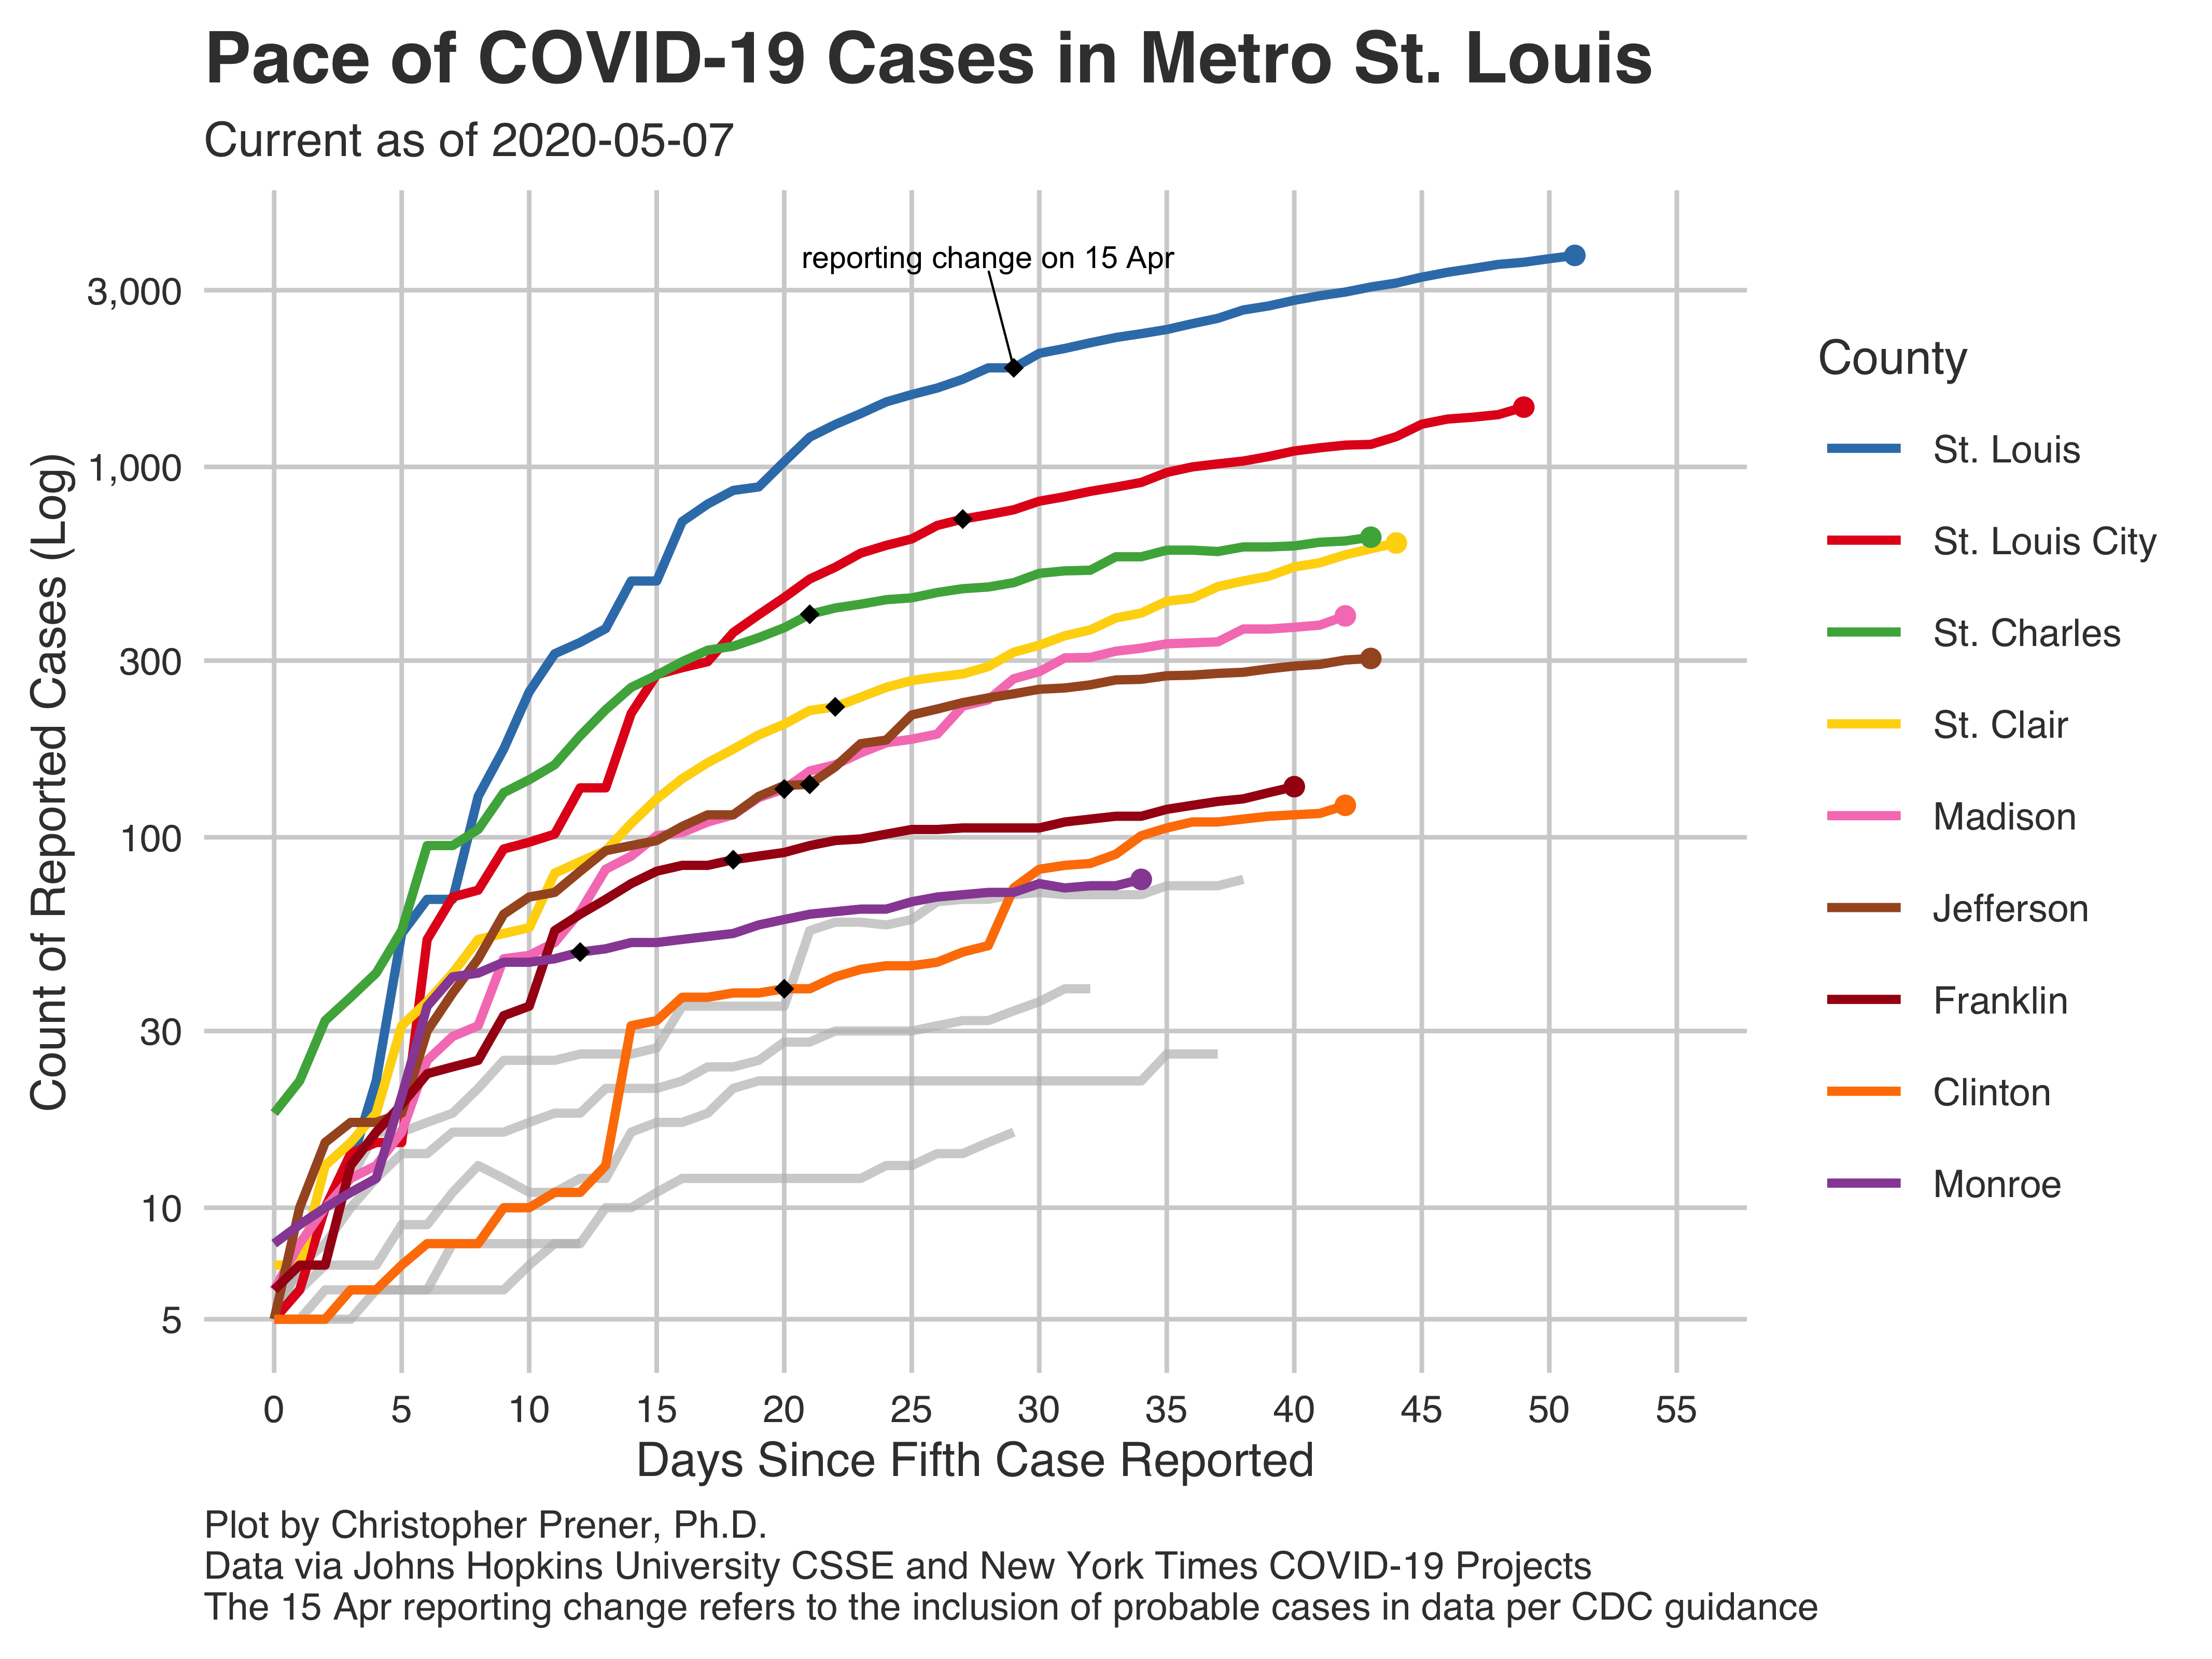 Pace of COVID-19 Cases in Metro St. Louis
Current as of 2020-05-07
reporting change on 15 Apr
Count of Reported Cases (Log)
3,000
1,000
300
100
30
10
5
0 5 10 15 20 25 30 35 40 45 50 55
Days Since Fifth Case Reported
County
St. Louis
St. Louis City
St. Charles
St. Clair
Madison
Jefferson
Franklin
Clinton
Monroe
Plot by Christopher Prener, Ph.D.
Data via Johns Hopkins University CSSE and New York Times COVID-19 Projects
The 15 Apr reporting change refers to the inclusion of probable cases in data per CDC guidance